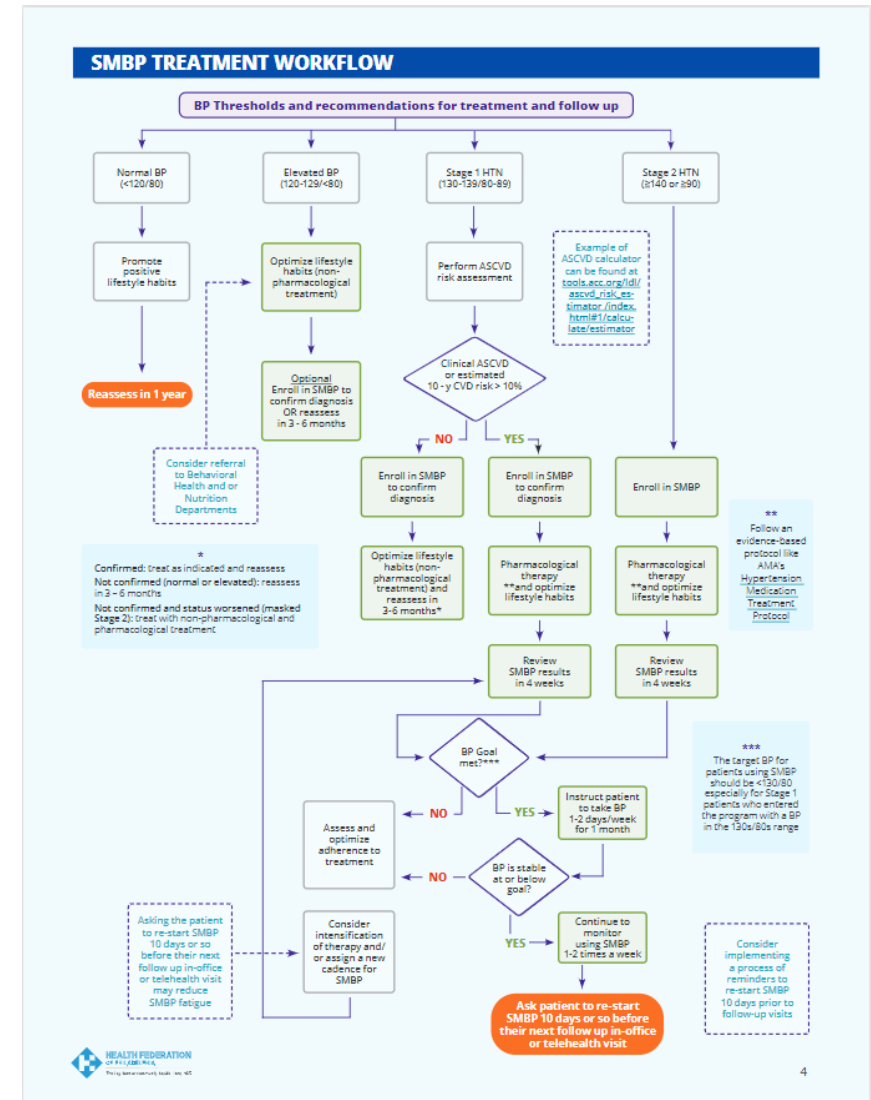 SMBP TREATMENT WORKFLOW
BP Thresholds and recommendations for treatment and follow up
Normal BP
(<120/80)
Elevated BP
(120-129/<80)
Stage 1 HTN
(130-139/80-89)
Stage 2 HTN
(≥140 or ≥90)
Promote
positive
lifestyle habits
Optimize lifestyle
habits (non-
pharmacological
treatment)
Perform ASCVD
risk assessment
Example of
ASCVD calculator
can be found at
tools.acc.org/ldl/
ascvd_risk_es-
timator /index.
html#1/calcu-
late/estimator
Reassess in 1 year
Optional
Enroll in SMBP to
confirm diagnosis
OR reassess
in 3 - 6 months
Clinical ASCVD
or estimated
10 - y CVD risk > 10%
NO
YES
Consider referral
to Behavioral
Health and or
Nutrition
Departments
Enroll in SMBP
to confirm
diagnosis
Enroll in SMBP
to confirm
diagnosis
Enroll in SMBP
**
Follow an
evidence-based
protocol like
AMA's
Hypertension
Medication
Treatment
Protocol
*
Confirmed: treat as indicated and reassess
Not confirmed (normal or elevated): reassess
in 3 – 6 months
Not confirmed and status worsened (masked
Stage 2): treat with non-pharmacological and
pharmacological treatment
Optimize lifestyle
habits (non-
pharmacological
treatment) and
reassess in
3-6 months*
Pharmacological
therapy
**and optimize
lifestyle habits
Pharmacological
therapy
**and optimize
lifestyle habits
Review
SMBP results
in 4 weeks
Review
SMBP results
in 4 weeks
BP Goal
met?***
***
The target BP for
patients using SMBP
should be <130/80
especially for Stage 1
patients who entered
the program with a BP
in the 130s/80s range
NO
YES
Instruct patient
to take BP
1-2 days/week
for 1 month
Assess and
optimize
adherence to
treatment
NO
BP is stable
at or below
goal?
YES
Asking the patient
to re-start SMBP
10 days or so
before their next
follow up in-office
or telehealth visit
may reduce
SMBP fatigue
Consider
intensification
of therapy and/
or assign a new
cadence for
SMBP
Continue to
monitor
using SMBP
1-2 times a week
Consider
implementing
a process of
reminders to
re-start SMBP
10 days prior to
follow-up visits
Ask patient to re-start
SMBP 10 days or so before
their next follow up in-office
or telehealth visit
HEALTH FEDERATION
OF PHILADELPHIA
4